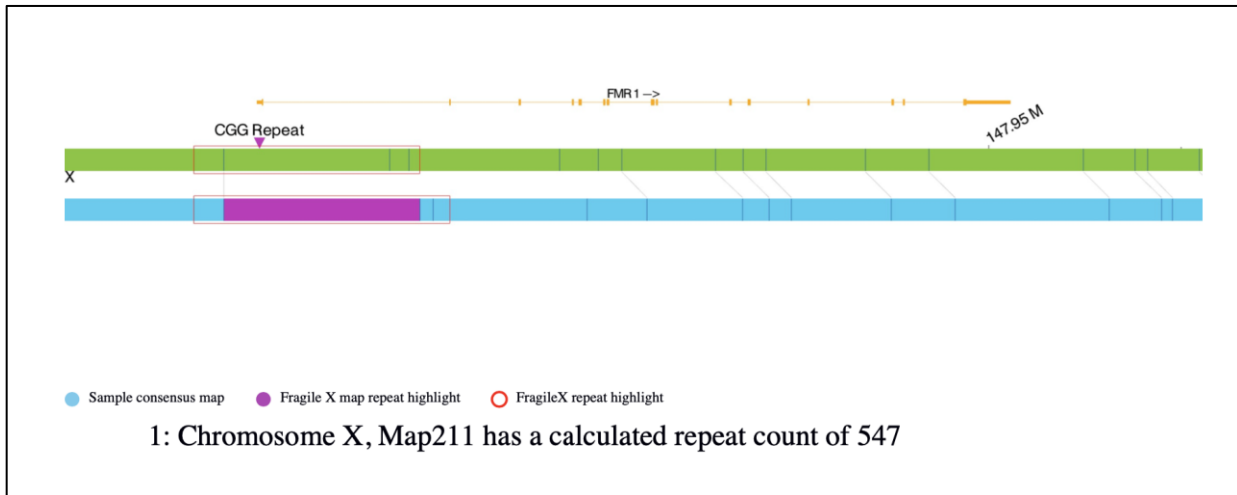 FMR1 —>
CGG Repeat
147.95 M
X
Sample consensus map
Fragile X map repeat highlight
FragileX repeat highlight
1: Chromosome X, Map211 has a calculated repeat count of 547